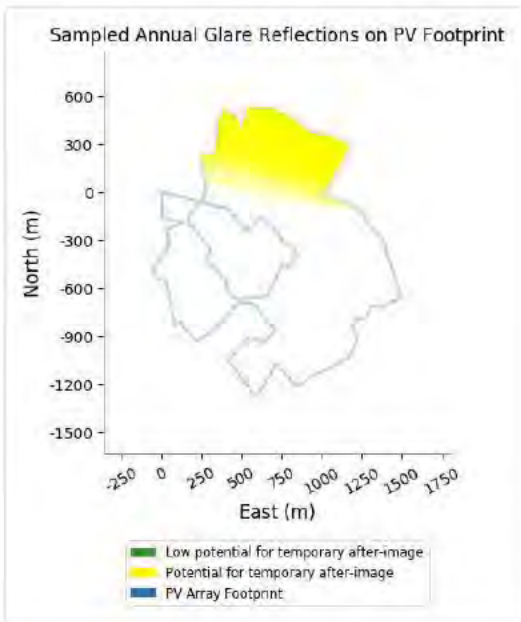 Sampled Annual Glare Reflections on PV Footprint
600
300
0
-300
-600
-900
-1200
-1500
North (m)
-250
0
250
500
750
1000
1250
1500
1750
East (m)
Low potential for temporary after-image
Potential for temporary after-image
PV Array Footprint